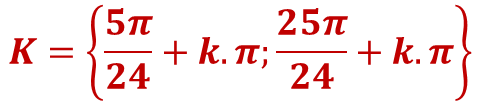 K = {5π/24 + k.π; 25π/24 + k.π}